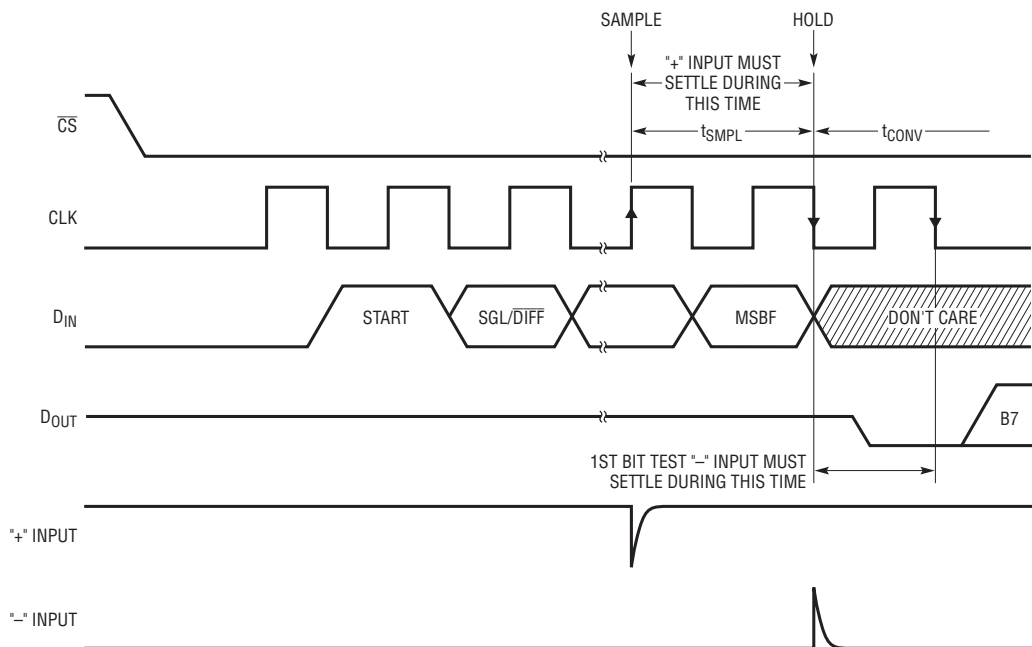 SAMPLE
HOLD
"+" INPUT MUST
SETTLE DURING
THIS TIME
CS
tSMPL
tCONV
CLK
DIN
START
SGL/DIFF
MSBF
DON'T CARE
DOUT
B7
1ST BIT TEST "–" INPUT MUST
SETTLE DURING THIS TIME
"+" INPUT
"–" INPUT